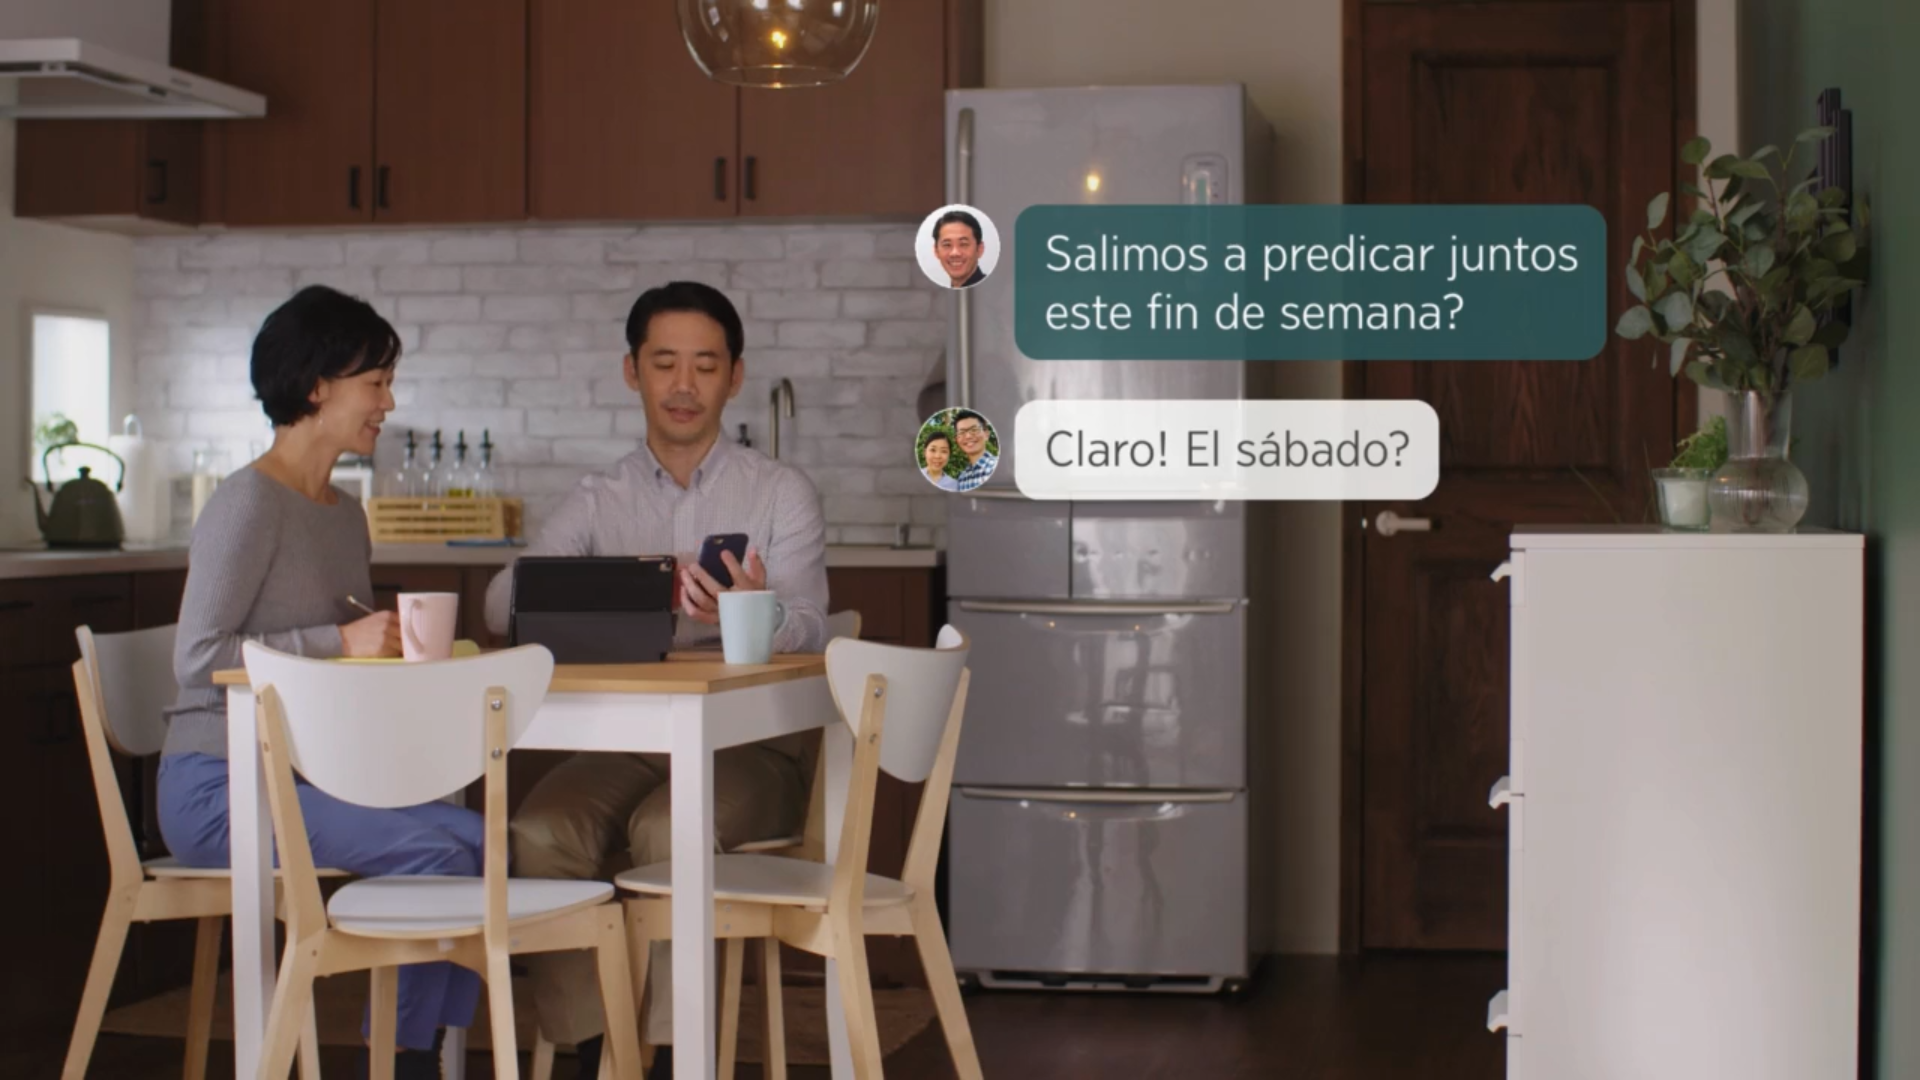 Salimos a predicar juntos
este fin de semana?
Claro! El sábado?